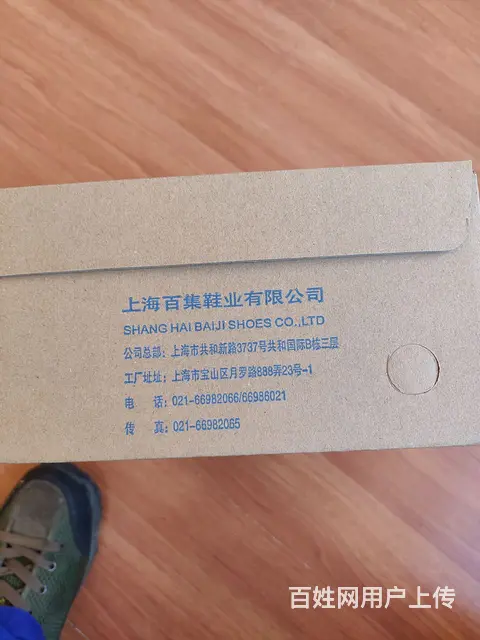 上海百集鞋业有限公司
SHANG HAI BAIJI SHOES CO.,LTD
公司总部：上海市共和新路3737号共和国际B栋三层
工厂址址：上海市宝山区月罗路888弄23号-1
电 话：021-66982066/66986021
传 真：021-66982065
百姓网用户上传